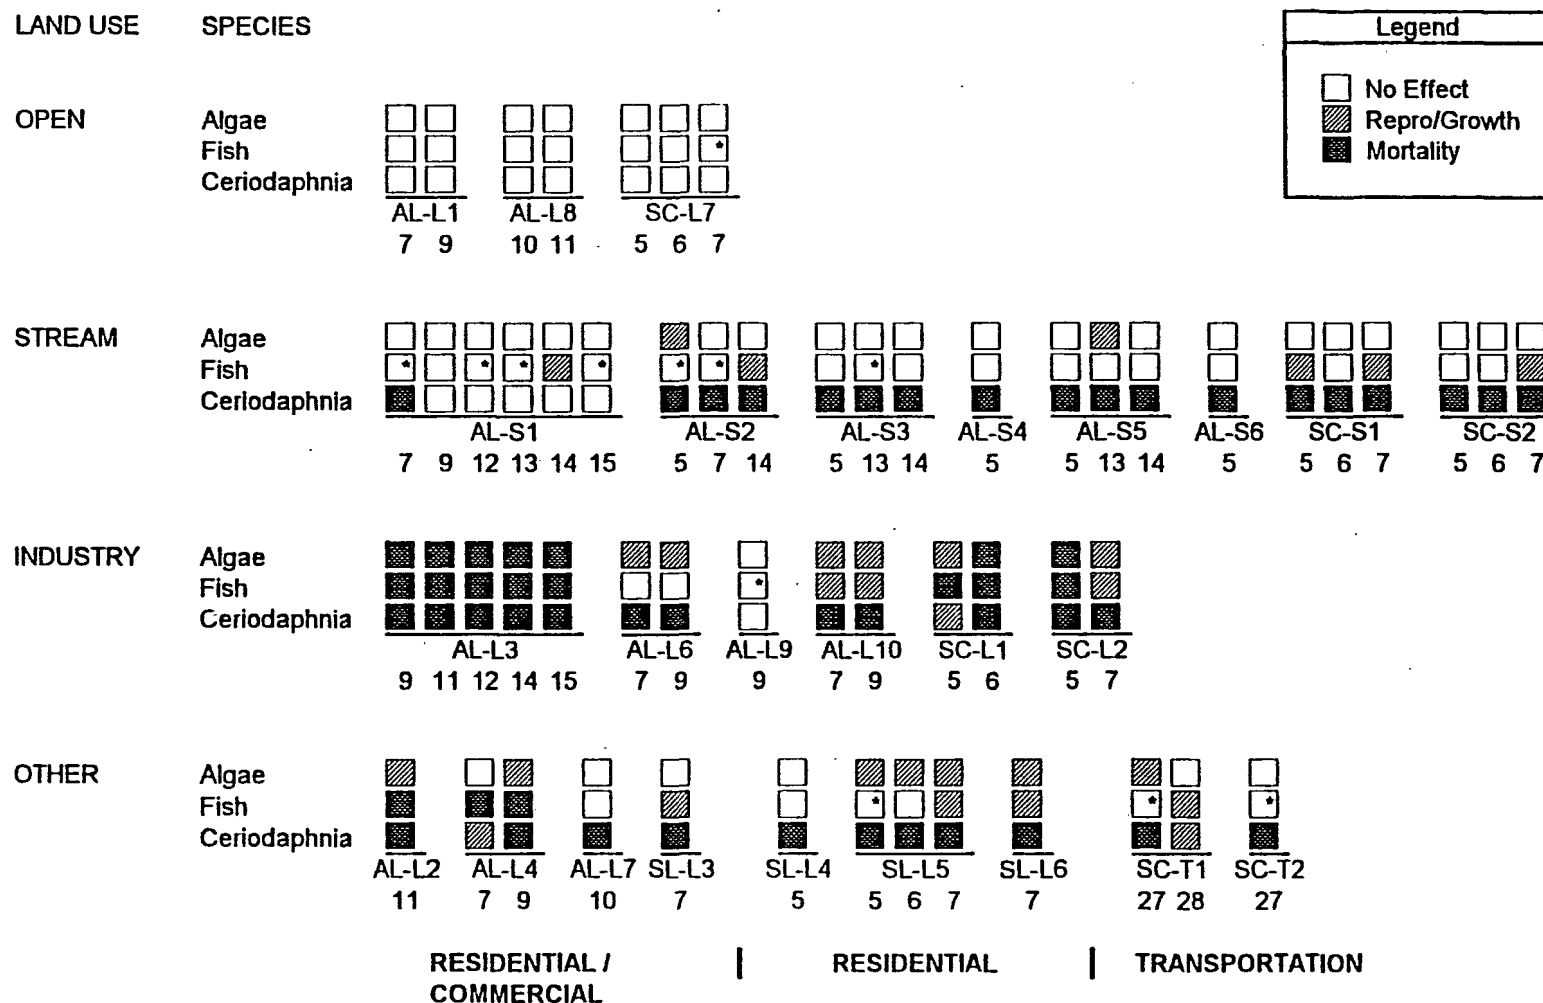 LAND USE SPECIES
Legend
No Effect
Repro/Growth
Mortality
OPEN Algae
Fish
Ceriodaphnia
AL-L1 AL-L8 SC-L7
7 9 10 11 5 6 7
STREAM Algae
Fish
Ceriodaphnia
AL-S1 AL-S2 AL-S3 AL-S4 AL-S5 AL-S6 SC-S1 SC-S2
7 9 12 13 14 15 5 7 14 5 13 14 5 5 13 14 5 5 6 7 5 6 7
INDUSTRY Algae
Fish
Ceriodaphnia
AL-L3 AL-L6 AL-L9 AL-L10 SC-L1 SC-L2
9 11 12 14 15 7 9 9 7 9 5 6 5 7
OTHER Algae
Fish
Ceriodaphnia
AL-L2 AL-L4 AL-L7 SL-L3 SL-L4 SL-L5 SL-L6 SC-T1 SC-T2
11 7 9 10 7 5 5 6 7 7 27 28 27
RESIDENTIAL / | RESIDENTIAL | TRANSPORTATION
COMMERCIAL